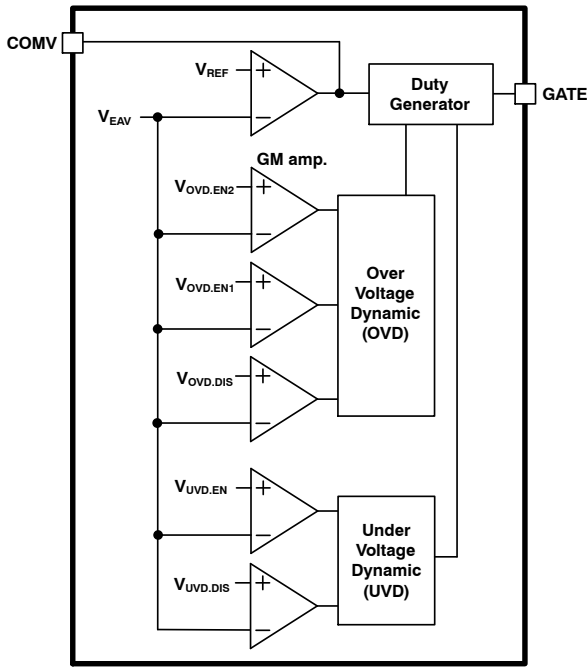 COMV
V_REF
+
−
Duty
Generator
GATE
V_EAV
GM amp.
V_OVD.EN2
+
−
V_OVD.EN1
+
−
Over
Voltage
Dynamic
(OVD)
V_OVD.DIS
+
−
V_UVD.EN
+
−
Under
Voltage
Dynamic
(UVD)
V_UVD.DIS
+
−